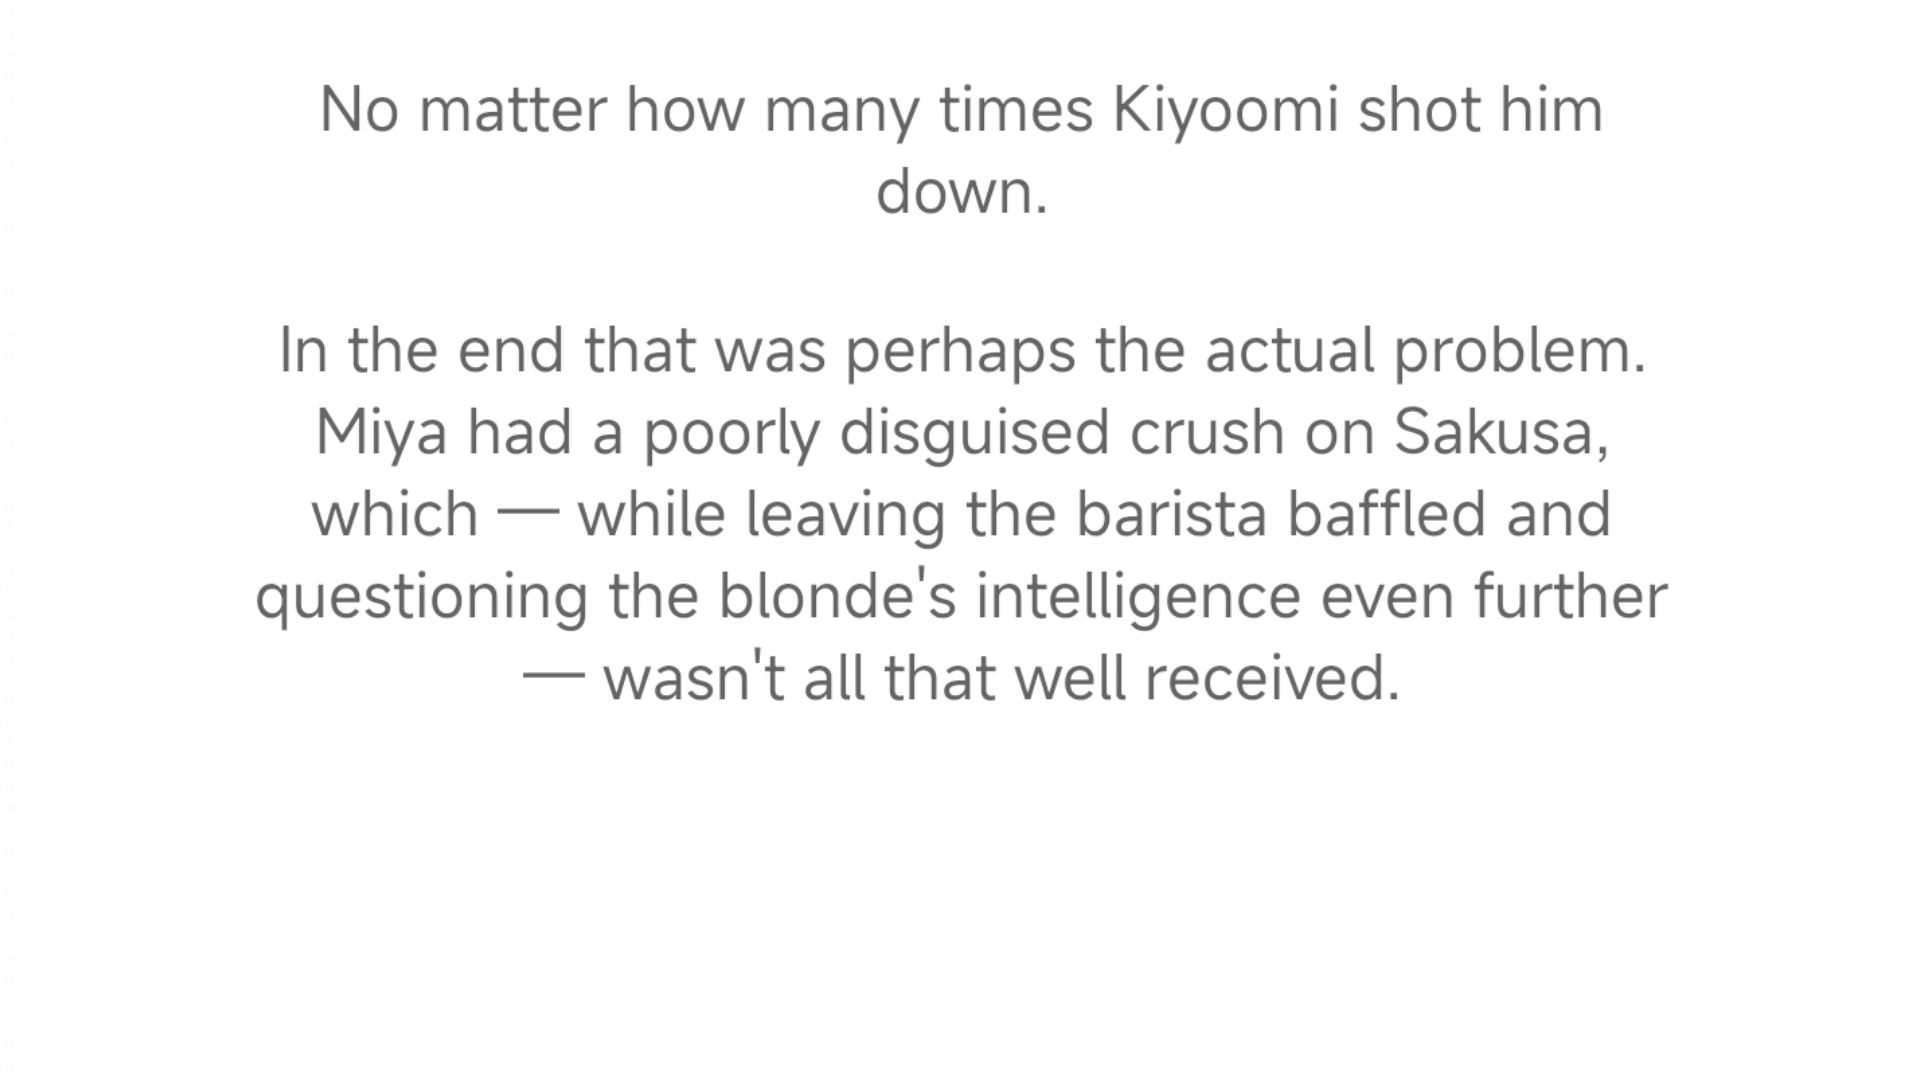 No matter how many times Kiyoomi shot him
down.
In the end that was perhaps the actual problem.
Miya had a poorly disguised crush on Sakusa,
which — while leaving the barista baffled and
questioning the blonde's intelligence even further
— wasn't all that well received.